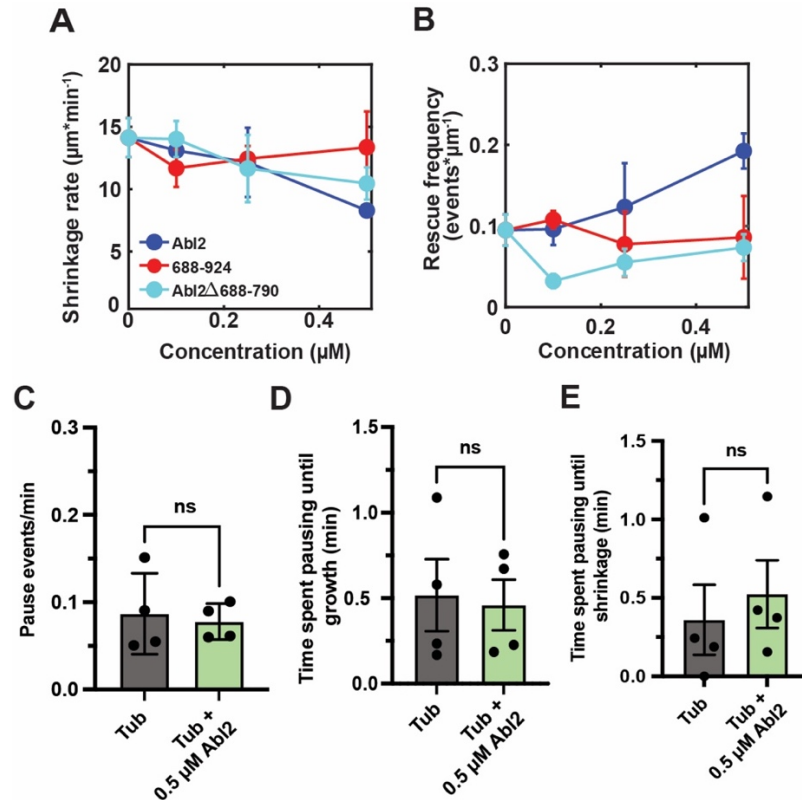 A
Shrinkage rate (µm*min⁻¹)
20
15
10
5
0
0
0.2
0.4
Concentration (µM)
Abl2
688-924
Abl2Δ688-790
B
Rescue frequency
(events*µm⁻¹)
0.3
0.2
0.1
0
0
0.2
0.4
Concentration (µM)
C
Pause events/min
0.3
0.2
0.1
0.0
ns
Tub
Tub +
0.5 µM Abl2
D
Time spent pausing until
growth (min)
1.5
1.0
0.5
0.0
ns
Tub
Tub +
0.5 µM Abl2
E
Time spent pausing until
shrinkage (min)
1.5
1.0
0.5
0.0
ns
Tub
Tub +
0.5 µM Abl2